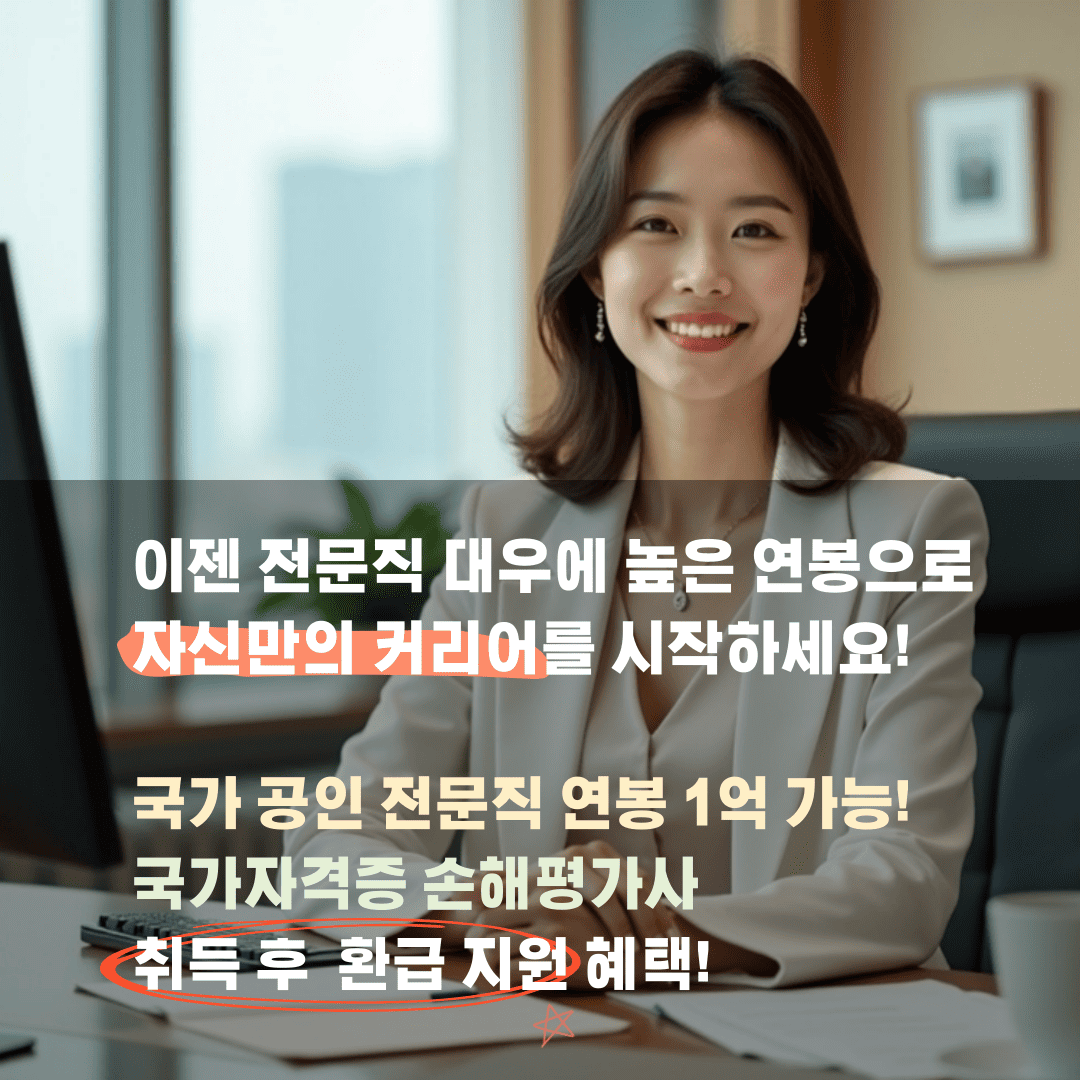 이젠 전문직 대우에 높은 연봉으로
자신만의 커리어를 시작하세요!
국가 공인 전문직 연봉 1억 가능!
국가자격증 손해평가사
취득 후 환급 지원 혜택!